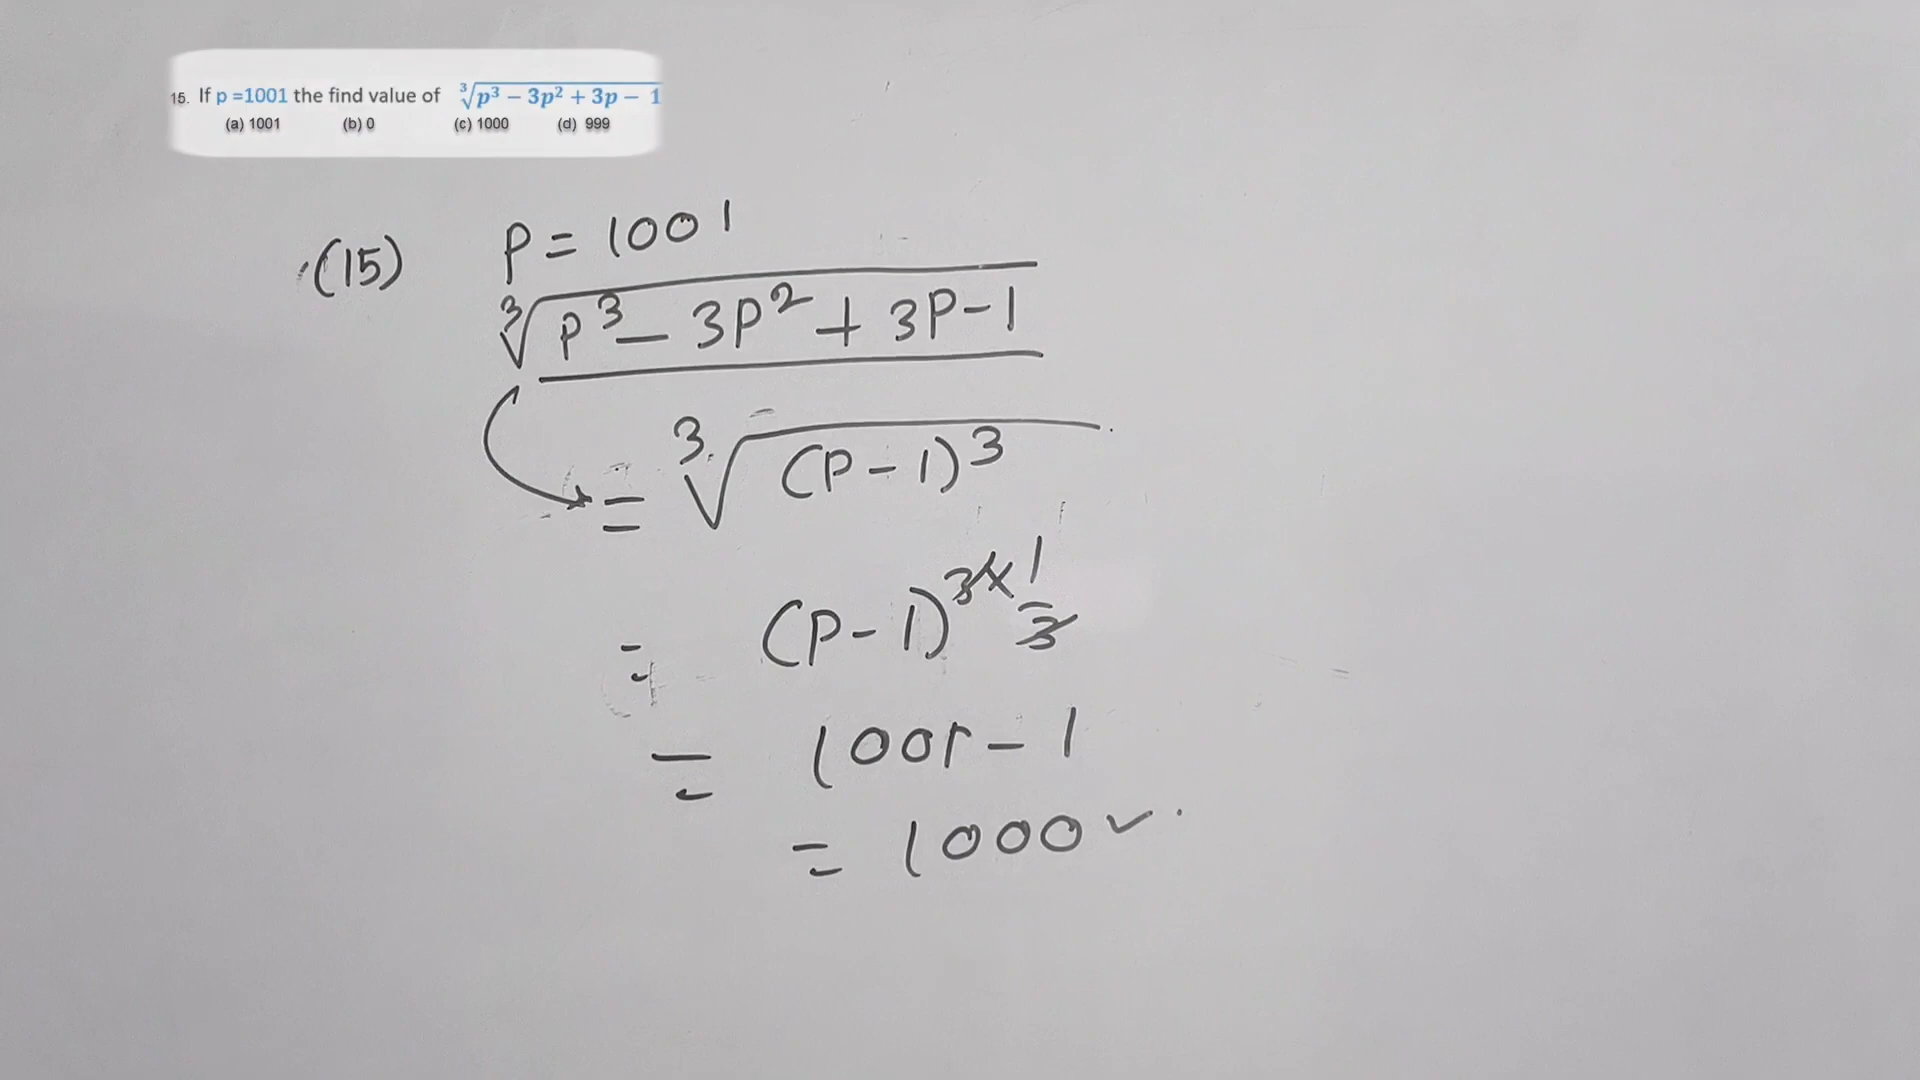 15. If p =1001 the find value of ∛(p³ − 3p² + 3p − 1
(a) 1001 (b) 0 (c) 1000 (d) 999
(15) P = 1001
∛(P³ − 3P² + 3P − 1)
= ∛((P − 1)³)
= (P − 1)^(3 × 1/3)
= 1001 − 1
= 1000 ✓.